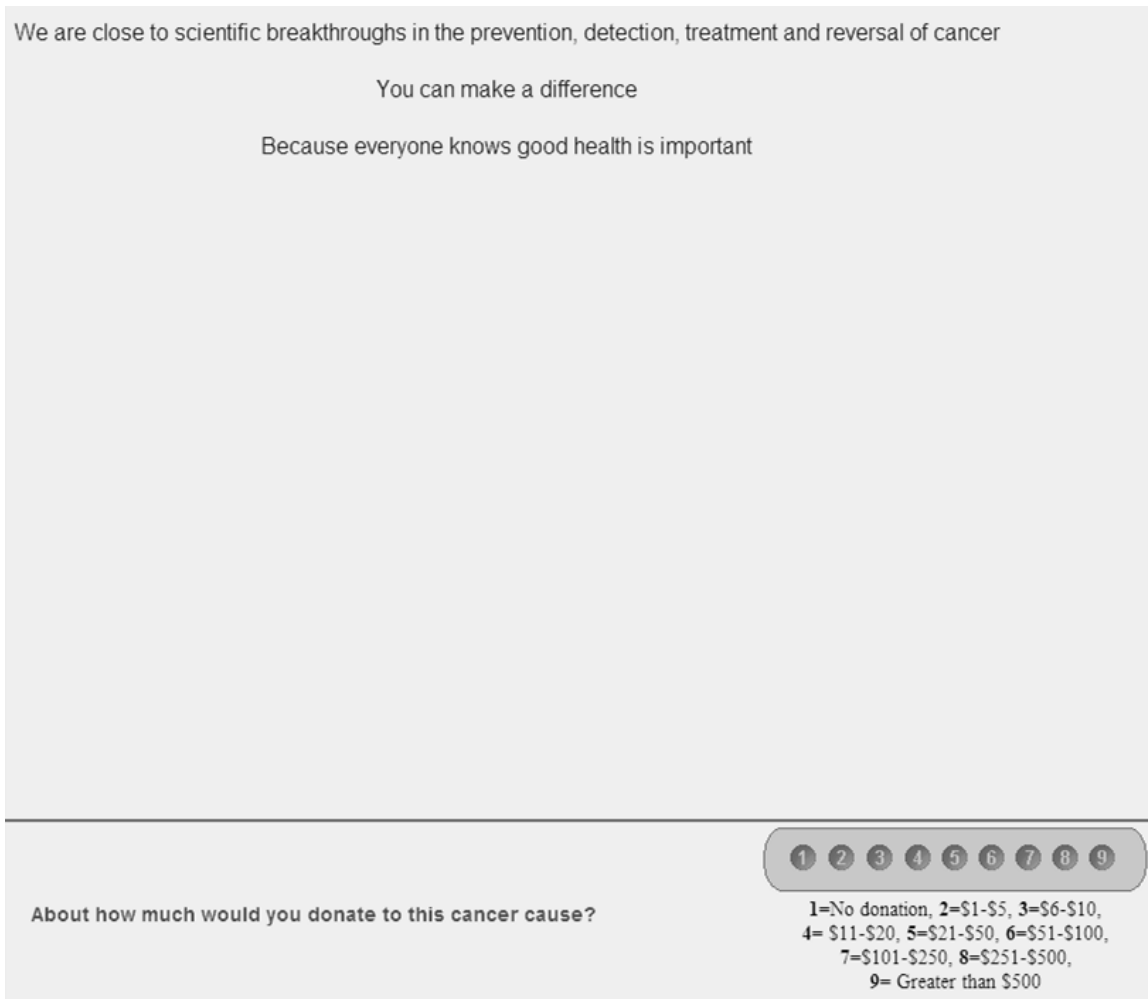 We are close to scientific breakthroughs in the prevention, detection, treatment and reversal of cancer
You can make a difference
Because everyone knows good health is important
1 2 3 4 5 6 7 8 9
About how much would you donate to this cancer cause?
1=No donation, 2=$1-$5, 3=$6-$10,
4= $11-$20, 5=$21-$50, 6=$51-$100,
7=$101-$250, 8=$251-$500,
9= Greater than $500